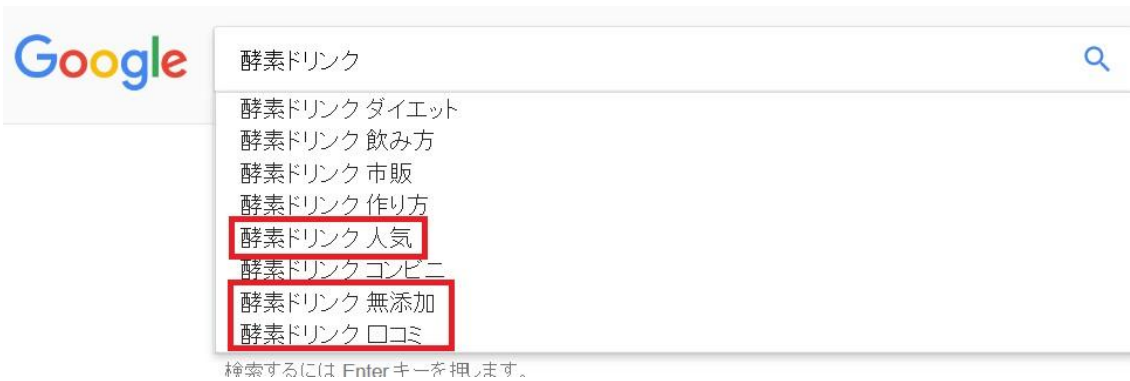 Google
酵素ドリンク
酵素ドリンク ダイエット
酵素ドリンク 飲み方
酵素ドリンク 市販
酵素ドリンク 作り方
酵素ドリンク 人気
酵素ドリンク コンビニ
酵素ドリンク 無添加
酵素ドリンク 口コミ
検索するには Enter キーを押します。